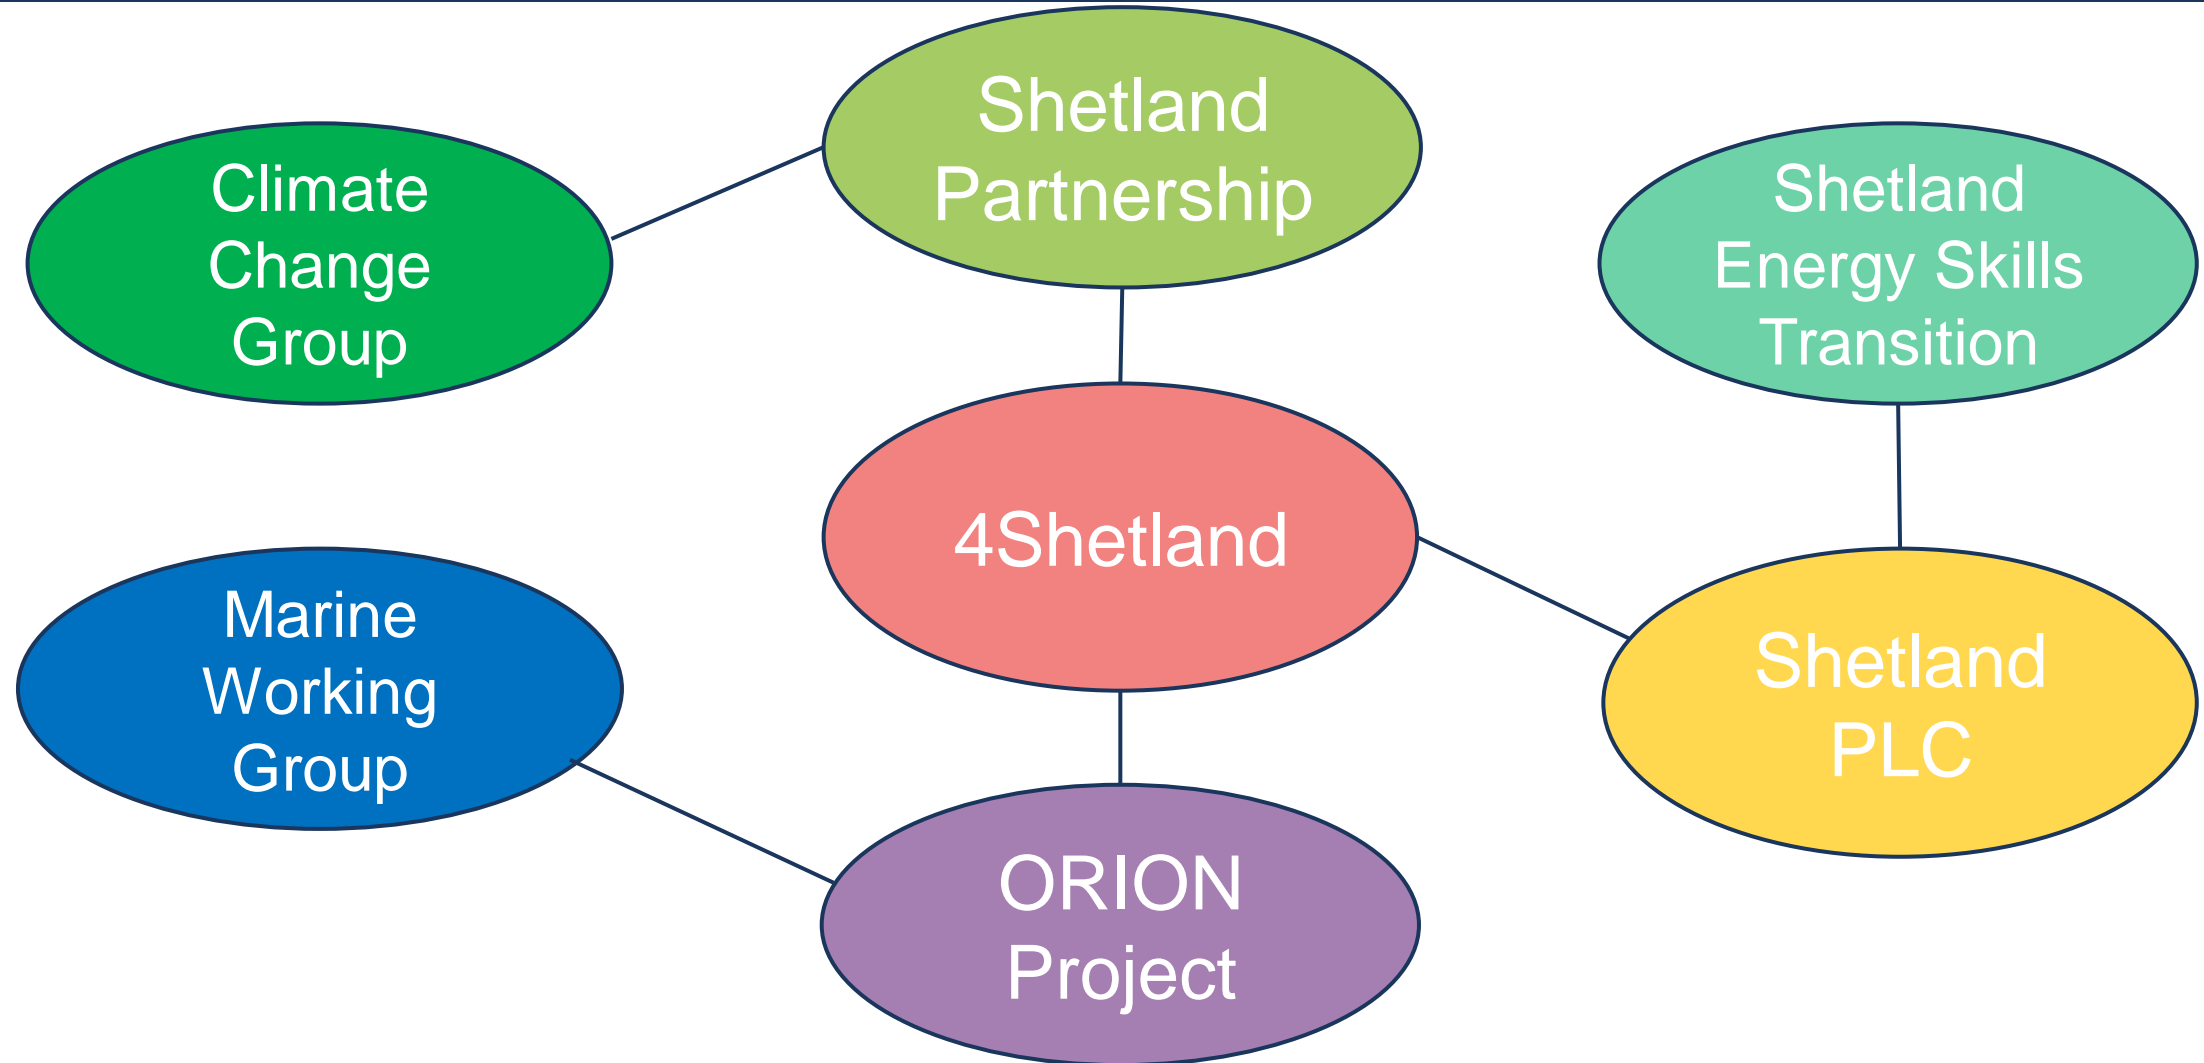 Shetland
Partnership
Climate
Change
Group
Shetland
Energy Skills
Transition
4Shetland
Marine
Working
Group
Shetland
PLC
ORION
Project